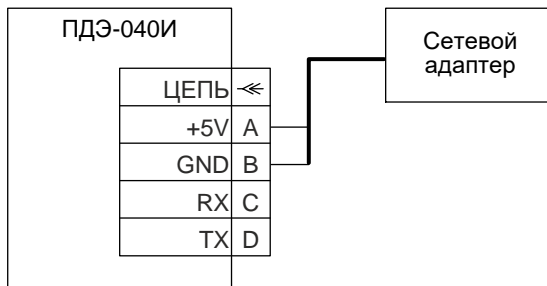 ПДЭ-040И
Сетевой
адаптер
ЦЕПЬ
+5V A
GND B
RX C
TX D